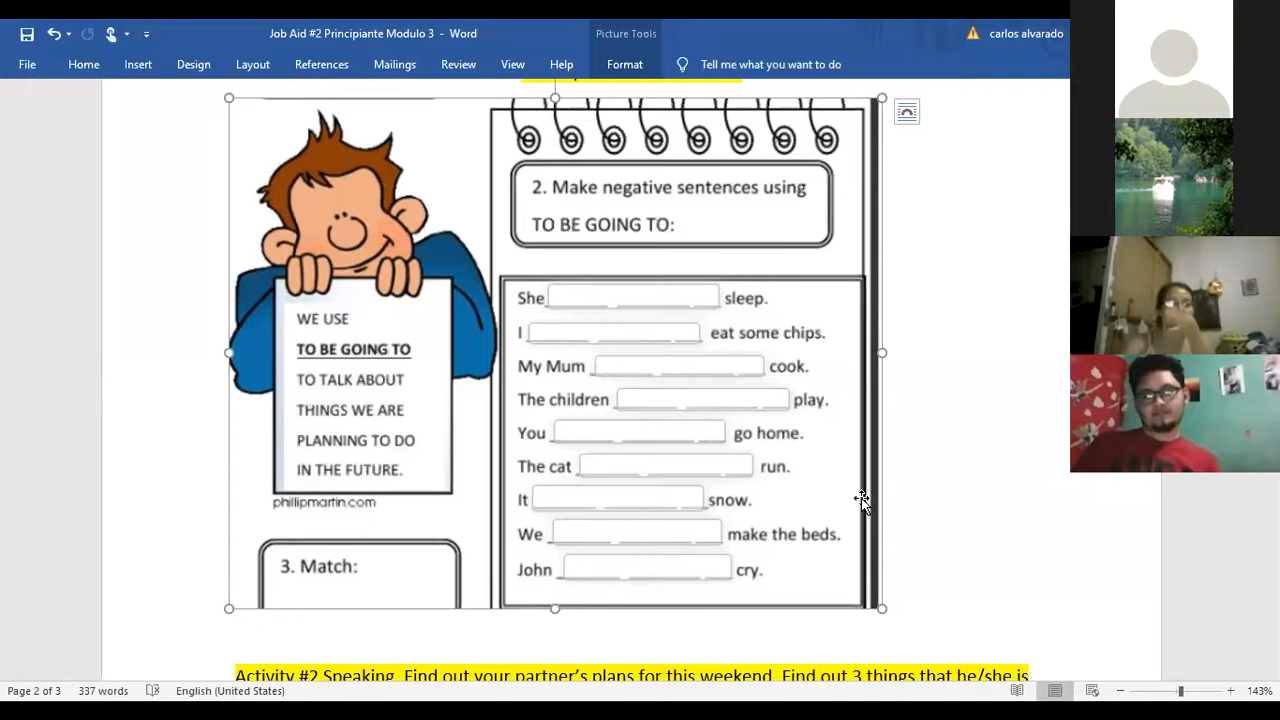 Job Aid #2 Principiante Modulo 3 - Word
Picture Tools
carlos alvarado
File Home Insert Design Layout References Mailings Review View Help Format Tell me what you want to do
2. Make negative sentences using
TO BE GOING TO:
WE USE
TO BE GOING TO
TO TALK ABOUT
THINGS WE ARE
PLANNING TO DO
IN THE FUTURE.
phillipmartin.com
3. Match:
She sleep.
I eat some chips.
My Mum cook.
The children play.
You go home.
The cat run.
It snow.
We make the beds.
John cry.
Activity #2 Speaking. Find out your partner's plans for this weekend. Find out 3 things that he/she is
Page 2 of 3 337 words English (United States) 143%